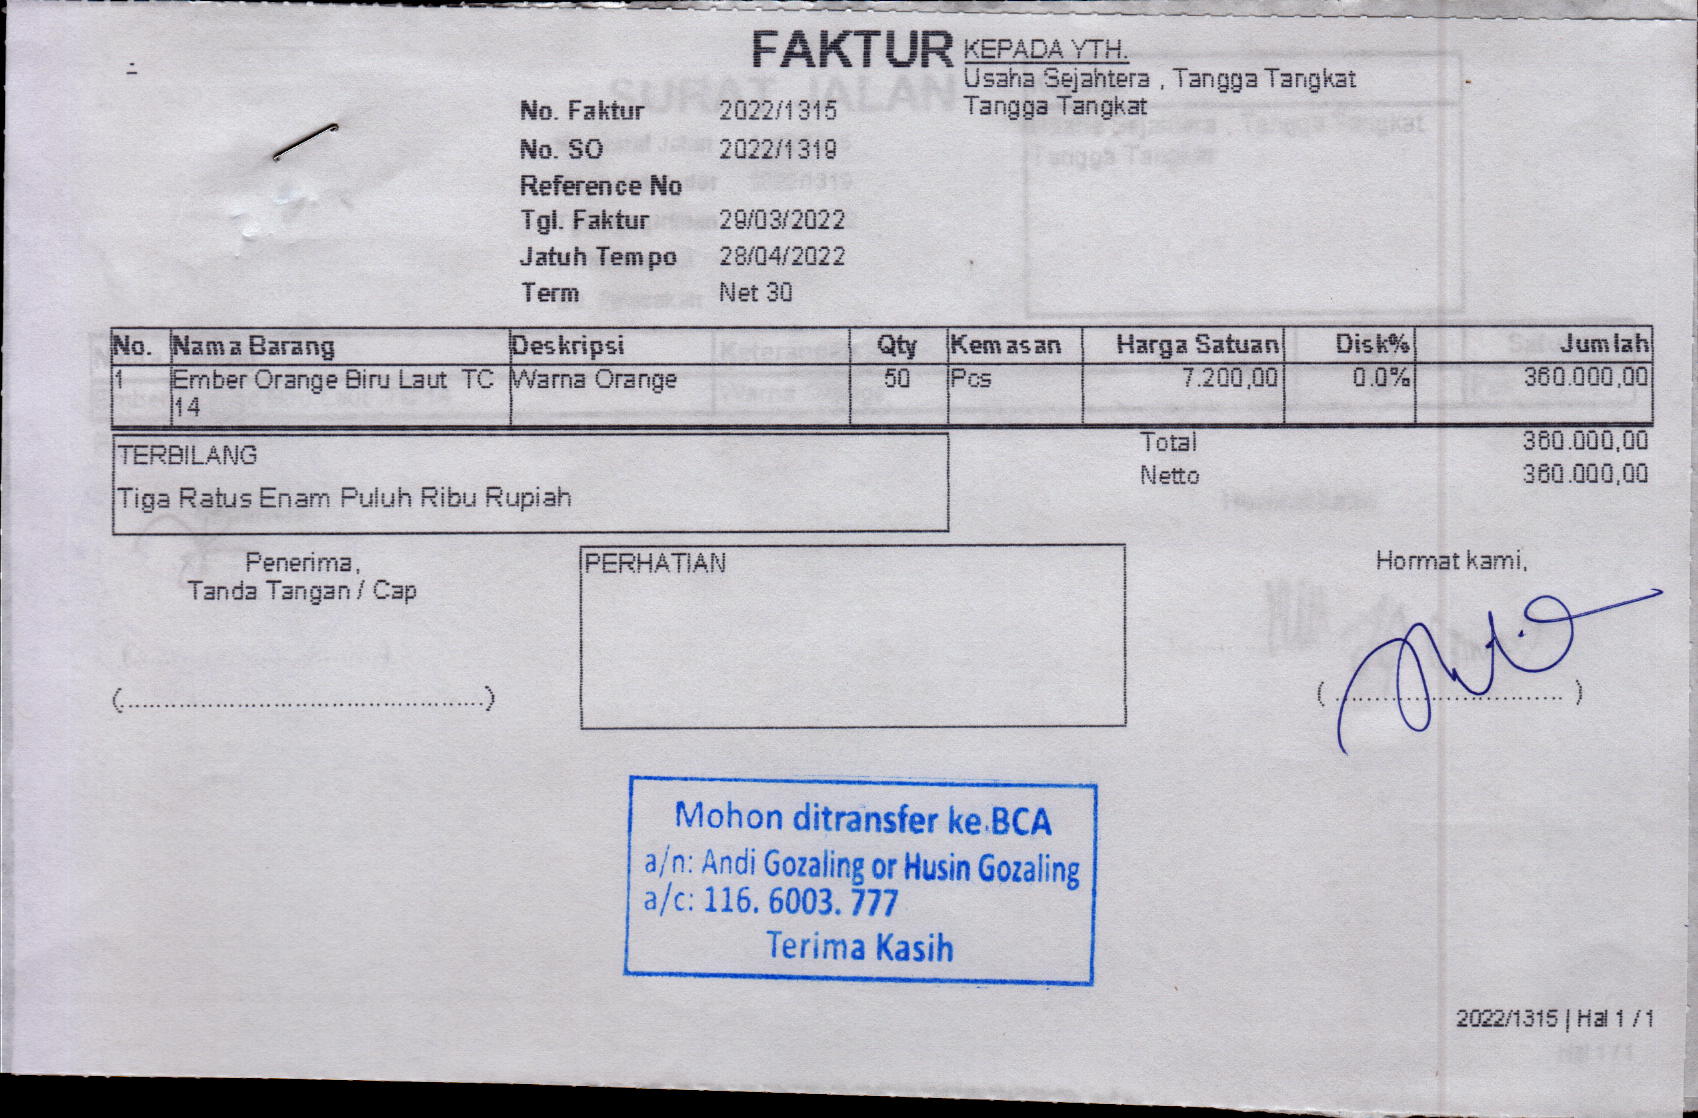 FAKTUR
KEPADA YTH.
Usaha Sejahtera , Tangga Tangkat
Tangga Tangkat
No. Faktur 2022/1315
No. SO 2022/1319
Reference No
Tgl. Faktur 29/03/2022
Jatuh Tempo 28/04/2022
Term Net 30
No. Nama Barang Deskripsi Qty Kemasan Harga Satuan Disk% Jumlah
1 Ember Orange Biru Laut TC Warna Orange 50 Pcs 7.200,00 0.0% 360.000,00
14
Total 360.000,00
TERBILANG
Netto 360.000,00
Tiga Ratus Enam Puluh Ribu Rupiah
Penerima,
Tanda Tangan / Cap
(................................................)
PERHATIAN
Hormat kami,
( ................................ )
Mohon ditransfer ke BCA
a/n: Andi Gozaling or Husin Gozaling
a/c: 116. 6003. 777
Terima Kasih
2022/1315 | Hal 1 / 1